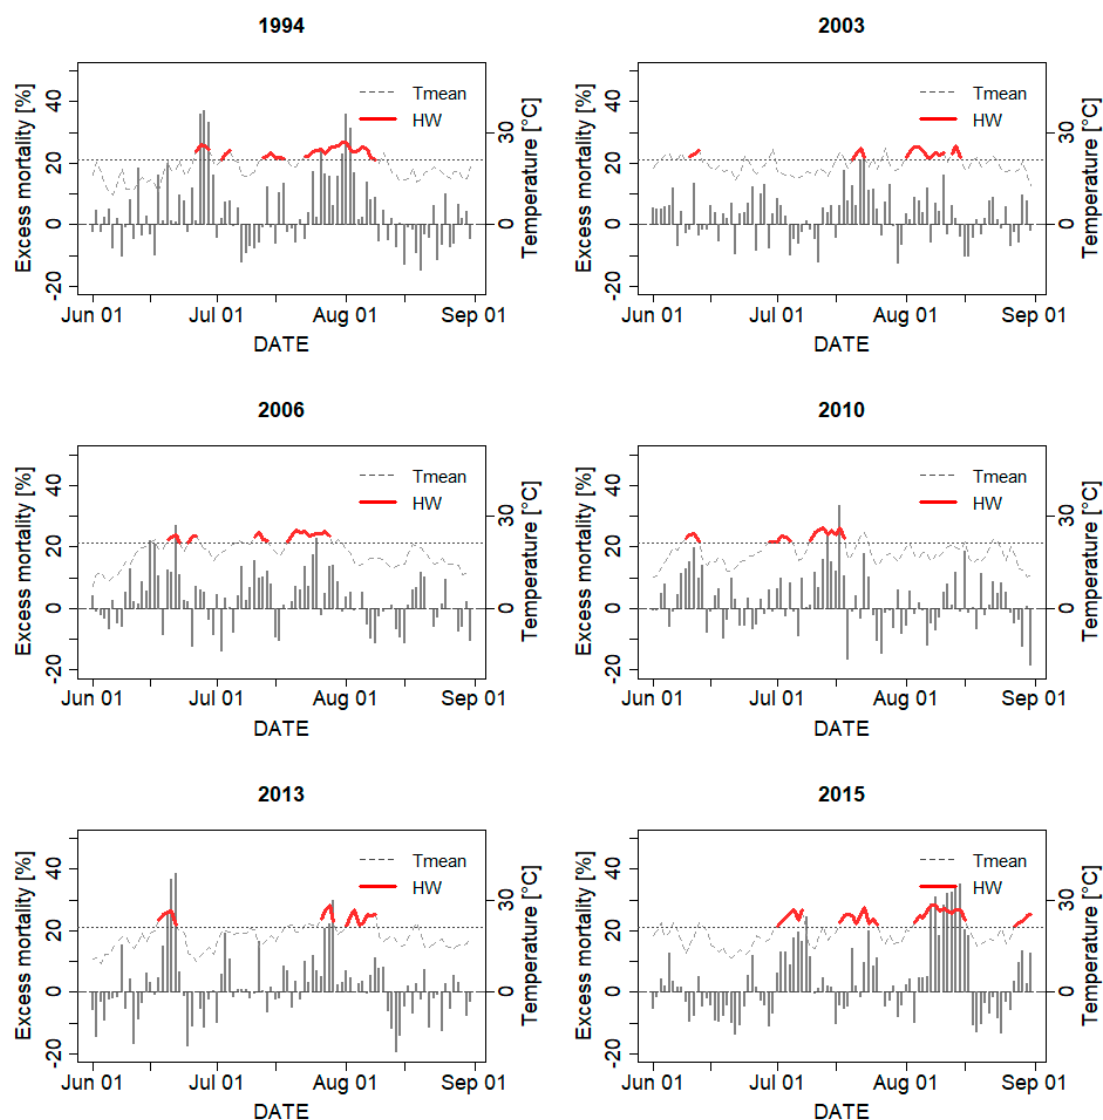 1994
Excess mortality [%]
40
20
0
-20
Tmean
HW
30
0
Temperature [°C]
Jun 01 Jul 01 Aug 01 Sep 01
DATE
2003
Excess mortality [%]
40
20
0
-20
Tmean
HW
30
0
Temperature [°C]
Jun 01 Jul 01 Aug 01 Sep 01
DATE
2006
Excess mortality [%]
40
20
0
-20
Tmean
HW
30
0
Temperature [°C]
Jun 01 Jul 01 Aug 01 Sep 01
DATE
2010
Excess mortality [%]
40
20
0
-20
Tmean
HW
30
0
Temperature [°C]
Jun 01 Jul 01 Aug 01 Sep 01
DATE
2013
Excess mortality [%]
40
20
0
-20
Tmean
HW
30
0
Temperature [°C]
Jun 01 Jul 01 Aug 01 Sep 01
DATE
2015
Excess mortality [%]
40
20
0
-20
Tmean
HW
30
0
Temperature [°C]
Jun 01 Jul 01 Aug 01 Sep 01
DATE